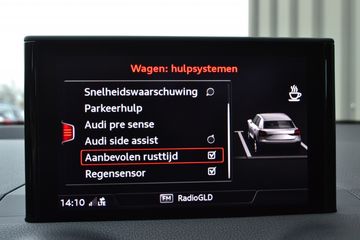 Wagen: hulpsystemen
Snelheidswaarschuwing
Parkeerhulp
Audi pre sense
Audi side assist
Aanbevolen rusttijd
Regensensor
14:10
FM RadioGLD